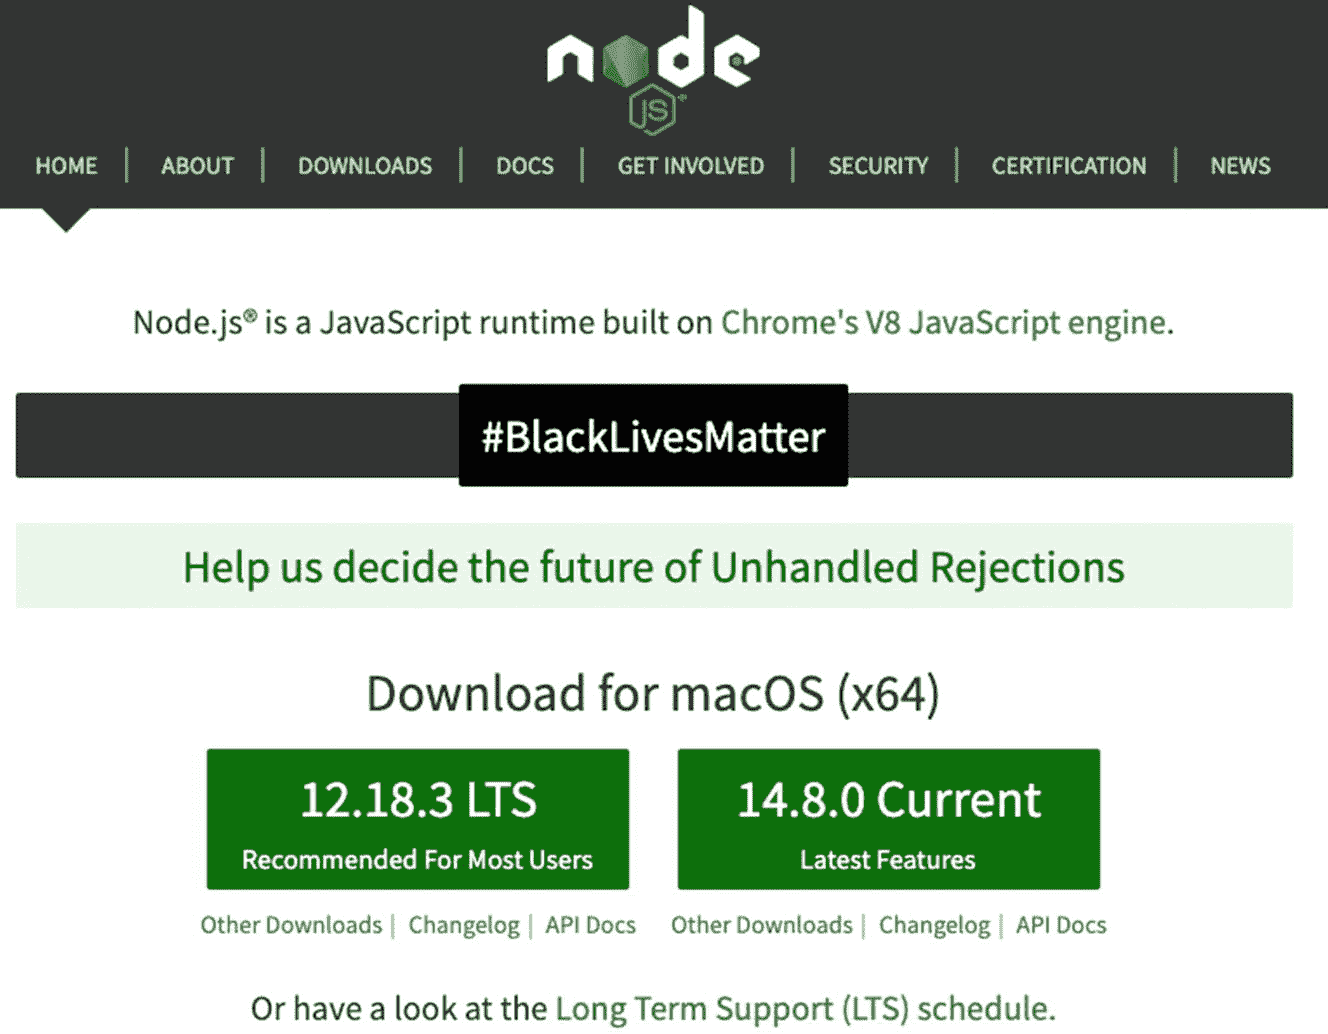 node
JS
HOME | ABOUT | DOWNLOADS | DOCS | GET INVOLVED | SECURITY | CERTIFICATION | NEWS
Node.js® is a JavaScript runtime built on Chrome's V8 JavaScript engine.
#BlackLivesMatter
Help us decide the future of Unhandled Rejections
Download for macOS (x64)
12.18.3 LTS
Recommended For Most Users
14.8.0 Current
Latest Features
Other Downloads | Changelog | API Docs
Other Downloads | Changelog | API Docs
Or have a look at the Long Term Support (LTS) schedule.